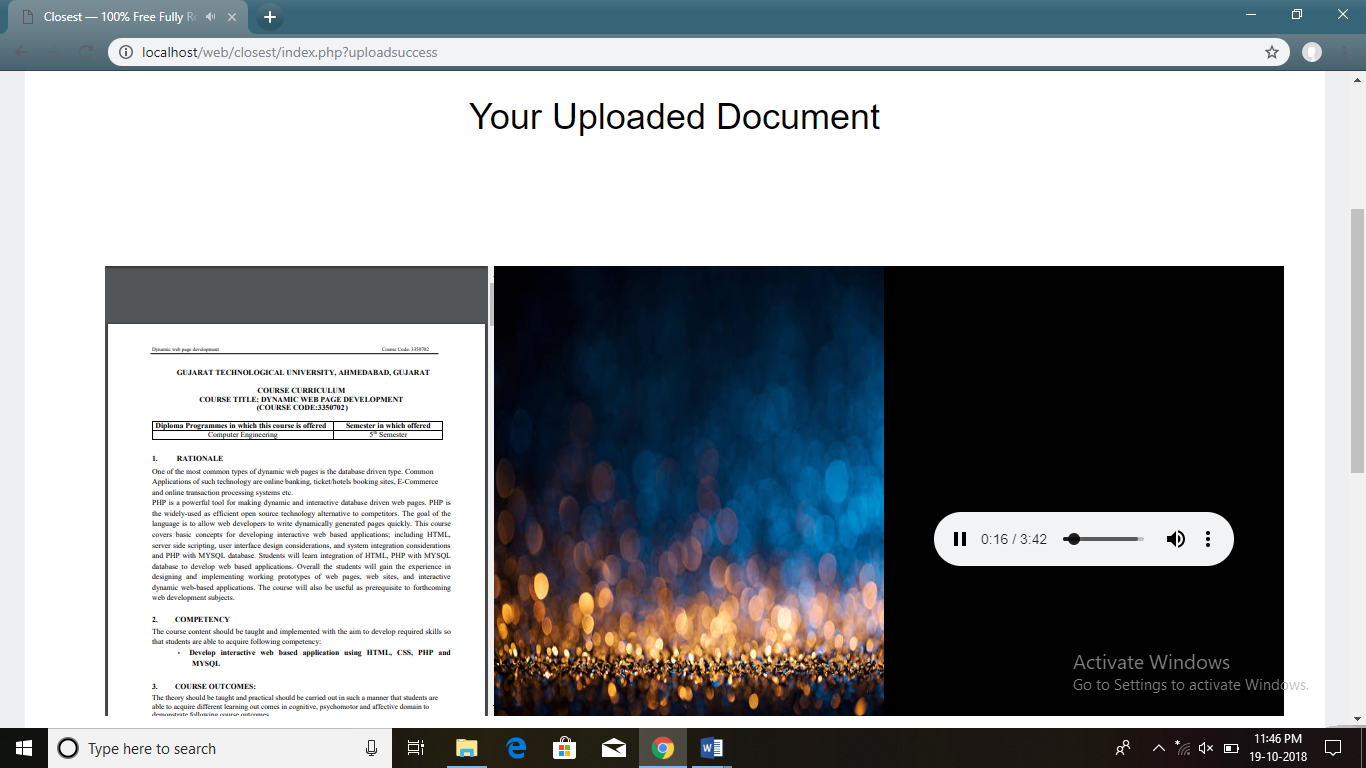 Closest — 100% Free Fully R
localhost/web/closest/index.php?uploadsuccess
Your Uploaded Document
Dynamic web page development Course Code: 3350702
GUJARAT TECHNOLOGICAL UNIVERSITY, AHMEDABAD, GUJARAT
COURSE CURRICULUM
COURSE TITLE: DYNAMIC WEB PAGE DEVELOPMENT
(COURSE CODE:3350702)
Diploma Programmes in which this course is offered Semester in which offered
Computer Engineering 5th Semester
1. RATIONALE
One of the most common types of dynamic web pages is the database driven type. Common
Applications of such technology are online banking, ticket/hotels booking sites, E-Commerce
and online transaction processing systems etc.
PHP is a powerful tool for making dynamic and interactive database driven web pages. PHP is
the widely-used as efficient open source technology alternative to competitors. The goal of the
language is to allow web developers to write dynamically generated pages quickly. This course
covers basic concepts for developing interactive web based applications; including HTML,
server side scripting, user interface design considerations, and system integration considerations
and PHP with MYSQL database. Students will learn integration of HTML, PHP with MYSQL
database to develop web based applications. Overall the students will gain the experience in
designing and implementing working prototypes of web pages, web sites, and interactive
dynamic web-based applications. The course will also be useful as prerequisite to forthcoming
web development subjects.
2. COMPETENCY
The course content should be taught and implemented with the aim to develop required skills so
that students are able to acquire following competency:
• Develop interactive web based application using HTML, CSS, PHP and
MYSQL
3. COURSE OUTCOMES:
The theory should be taught and practical should be carried out in such a manner that students are
able to acquire different learning out comes in cognitive, psychomotor and affective domain to
demonstrate following course outcomes
0:16 / 3:42
Activate Windows
Go to Settings to activate Windows.
Type here to search
11:46 PM
19-10-2018